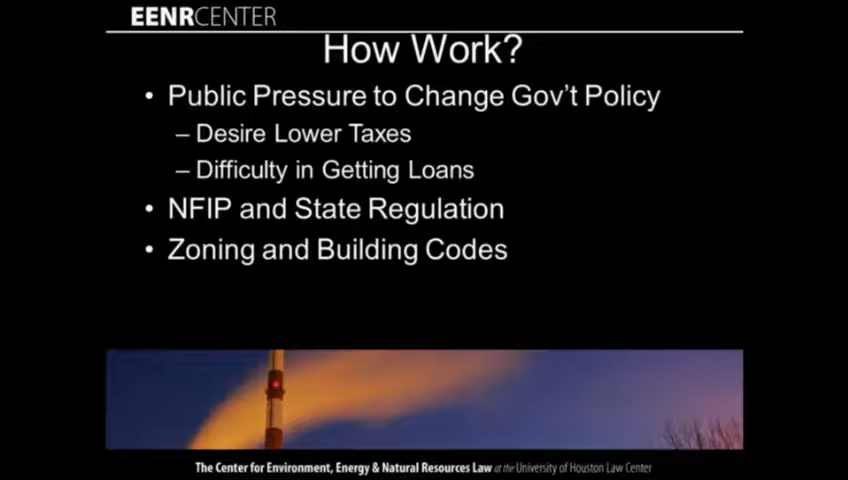 EENRCENTER
How Work?
• Public Pressure to Change Gov't Policy
– Desire Lower Taxes
– Difficulty in Getting Loans
• NFIP and State Regulation
• Zoning and Building Codes
The Center for Environment, Energy & Natural Resources Law at the University of Houston Law Center